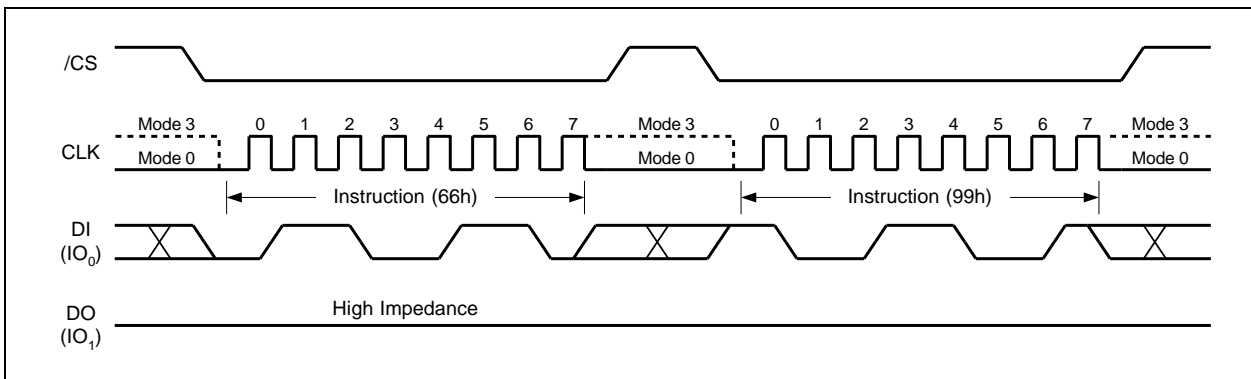 /CS
Mode 3 0 1 2 3 4 5 6 7 Mode 3 0 1 2 3 4 5 6 7 Mode 3
CLK
Mode 0 Mode 0 Mode 0
Instruction (66h) Instruction (99h)
DI
(IO0)
High Impedance
DO
(IO1)